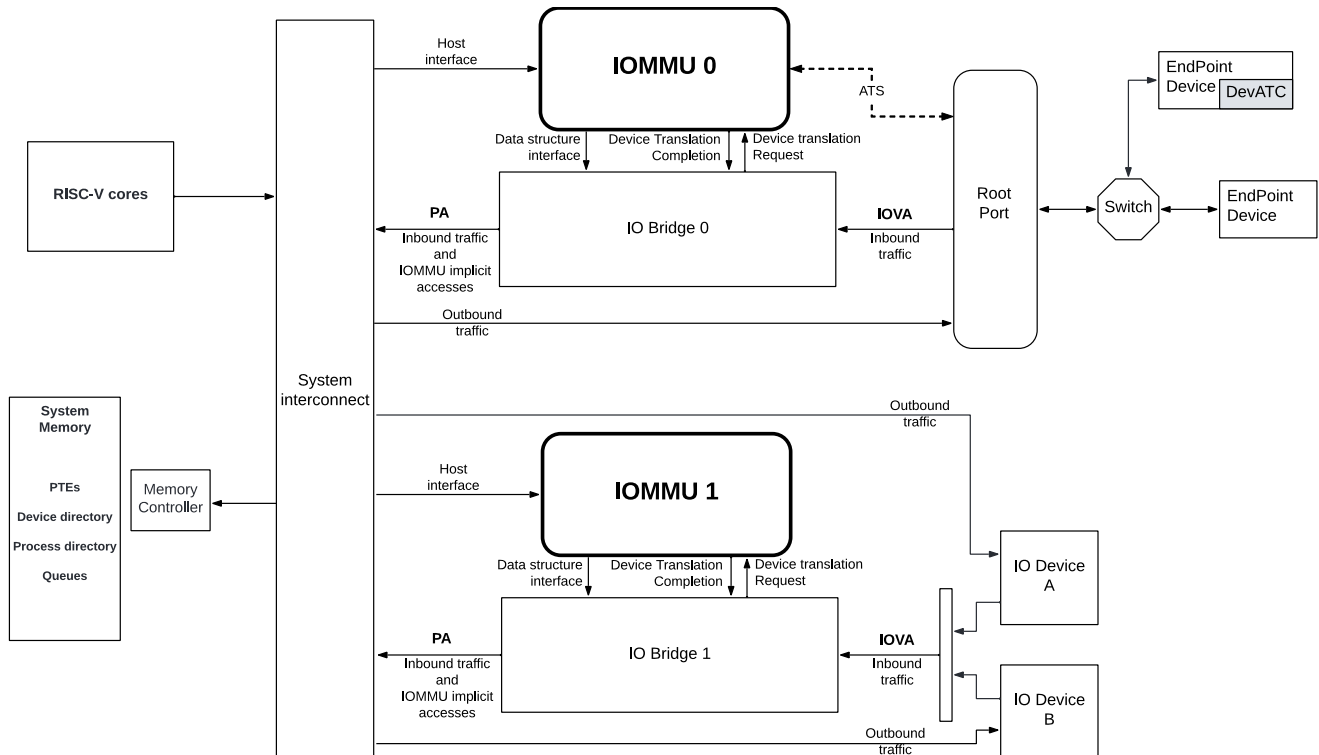 Host
interface
IOMMU 0
ATS
EndPoint
Device
DevATC
Data structure
interface
Device Translation
Completion
Device translation
Request
RISC-V cores
PA
Inbound traffic
and
IOMMU implicit
accesses
IO Bridge 0
IOVA
Inbound
traffic
Root
Port
Switch
EndPoint
Device
Outbound
traffic
System
interconnect
System
Memory
PTEs
Device directory
Process directory
Queues
Memory
Controller
Outbound
traffic
Host
interface
IOMMU 1
Data structure
interface
Device Translation
Completion
Device translation
Request
IO Device
A
PA
Inbound traffic
and
IOMMU implicit
accesses
IO Bridge 1
IOVA
Inbound
traffic
IO Device
B
Outbound
traffic